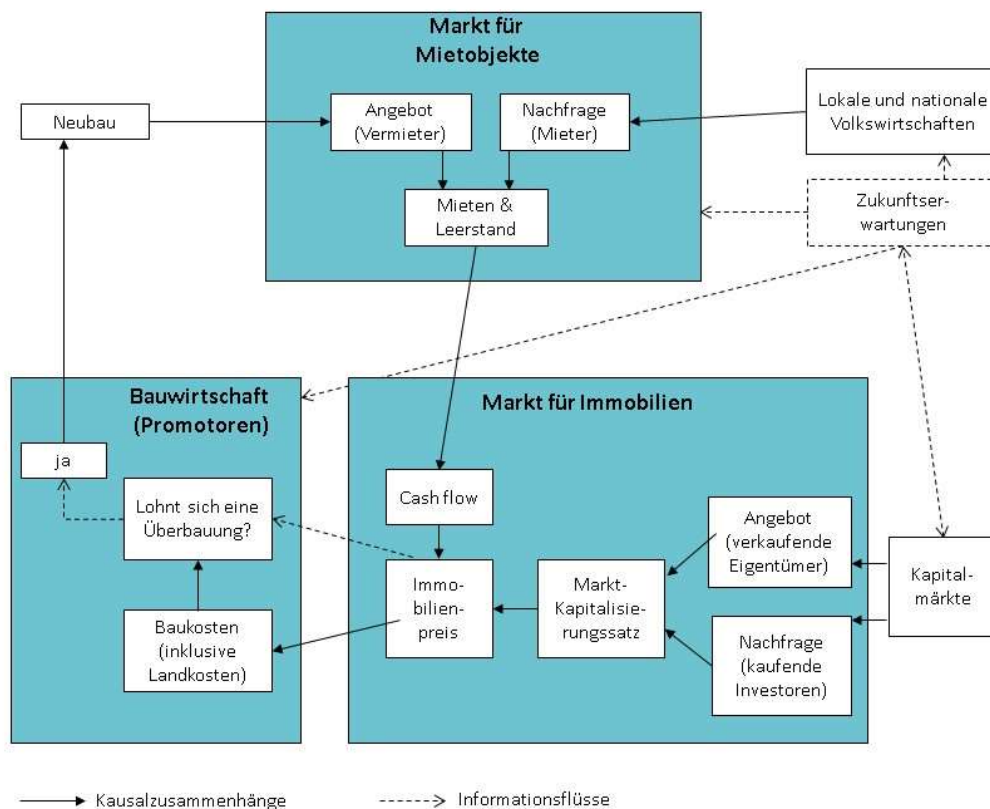 Markt für
Mietobjekte
Neubau
Angebot
(Vermieter)
Nachfrage
(Mieter)
Lokale und nationale
Volkswirtschaften
Mieten &
Leerstand
Zukunftser-
wartungen
Bauwirtschaft
(Promotoren)
ja
Lohnt sich eine
Überbauung?
Baukosten
(inklusive
Landkosten)
Markt für Immobilien
Cash flow
Immo-
bilien-
preis
Markt-
Kapitalisie-
rungssatz
Angebot
(verkaufende
Eigentümer)
Nachfrage
(kaufende
Investoren)
Kapital-
märkte
Kausalzusammenhänge
Informationsflüsse